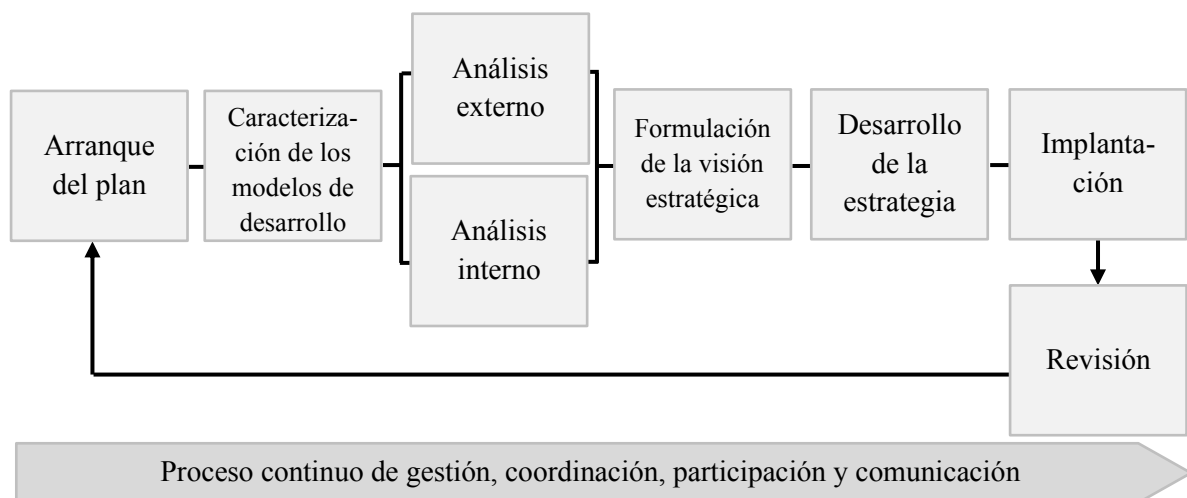 Arranque
del plan
Caracteriza-
ción de los
modelos de
desarrollo
Análisis
externo
Análisis
interno
Formulación
de la visión
estratégica
Desarrollo
de la
estrategia
Implanta-
ción
Revisión
Proceso continuo de gestión, coordinación, participación y comunicación